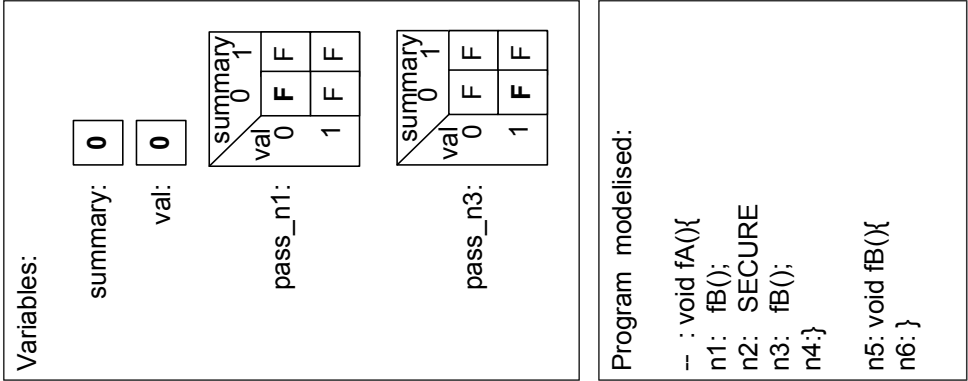 Variables:
summary: 0
val: 0
pass_n1:
summary
val 0 1
0 F F
1 F F
pass_n3:
summary
val 0 1
0 F F
1 F F
Program modelised:
-- : void fA(){
n1: fB();
n2: SECURE
n3: fB();
n4:}
n5: void fB(){
n6: }